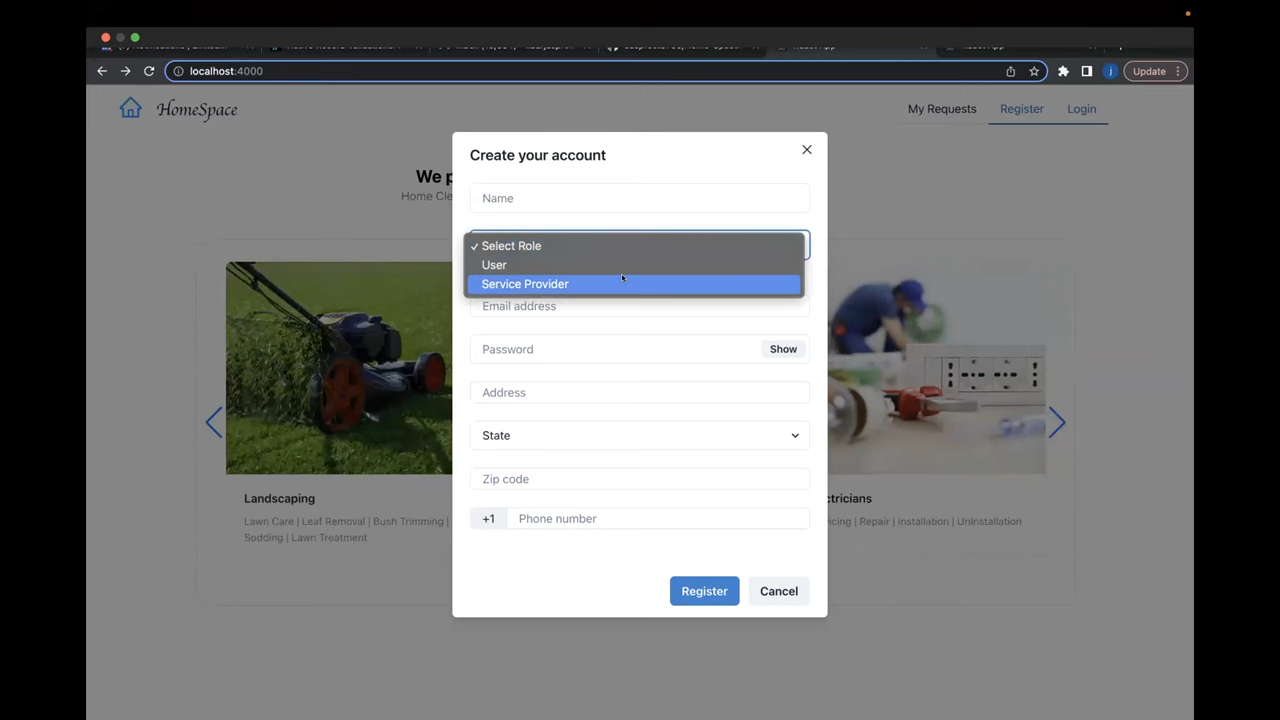 localhost:4000
Update
HomeSpace
My Requests
Register
Login
Create your account
We p
Home Cle
Name
✓ Select Role
User
Service Provider
Email address
Password
Show
Address
State
Zip code
+1
Phone number
Register
Cancel
Landscaping
Lawn Care | Leaf Removal | Bush Trimming |
Sodding | Lawn Treatment
ctricians
icing | Repair | Installation | UnInstallation